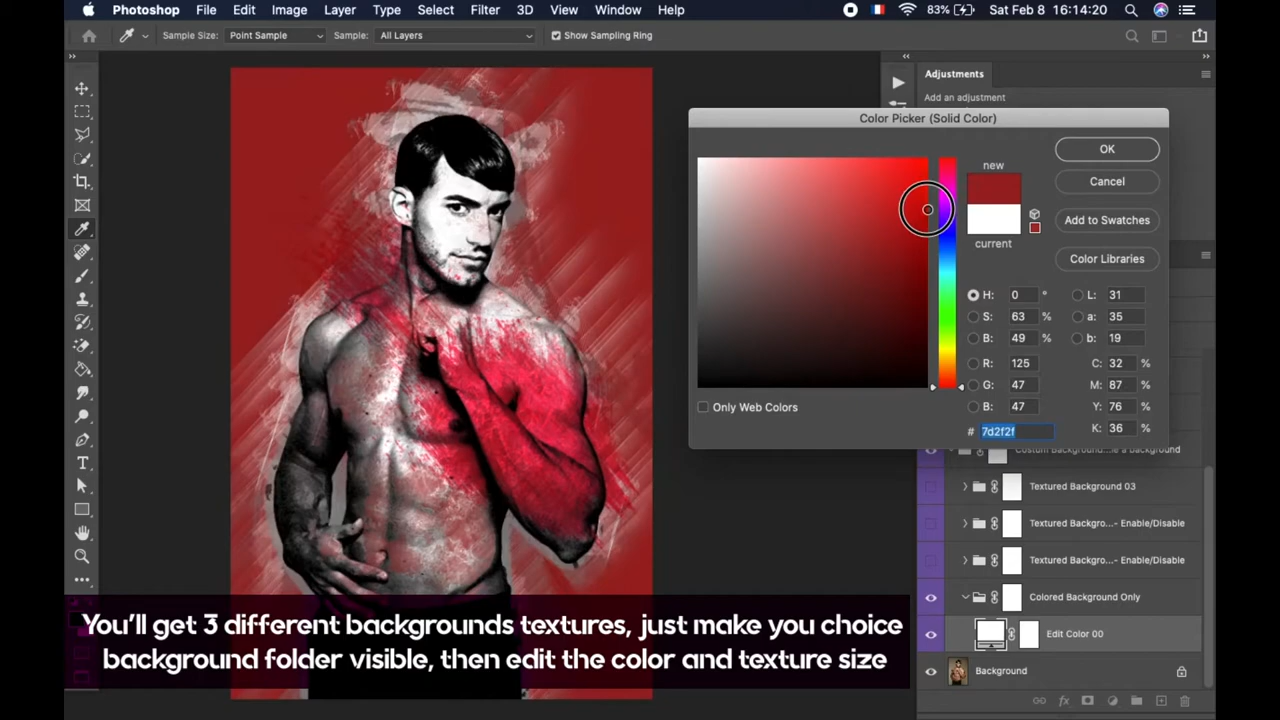 Photoshop File Edit Image Layer Type Select Filter 3D View Window Help 83% Sat Feb 8 16:14:20
Sample Size: Point Sample Sample: All Layers Show Sampling Ring
Adjustments
Add an adjustment
Color Picker (Solid Color)
new
current
OK
Cancel
Add to Swatches
Color Libraries
H: 0 ° L: 31
S: 63 % a: 35
B: 49 % b: 19
R: 125 C: 32 %
G: 47 M: 87 %
B: 47 Y: 76 %
# 7d2f2f K: 36 %
Only Web Colors
Costum Background...le a background
Textured Background 03
Textured Backgro...- Enable/Disable
Textured Backgro...- Enable/Disable
Colored Background Only
Edit Color 00
Background
You'll get 3 different backgrounds textures, just make you choice
background folder visible, then edit the color and texture size